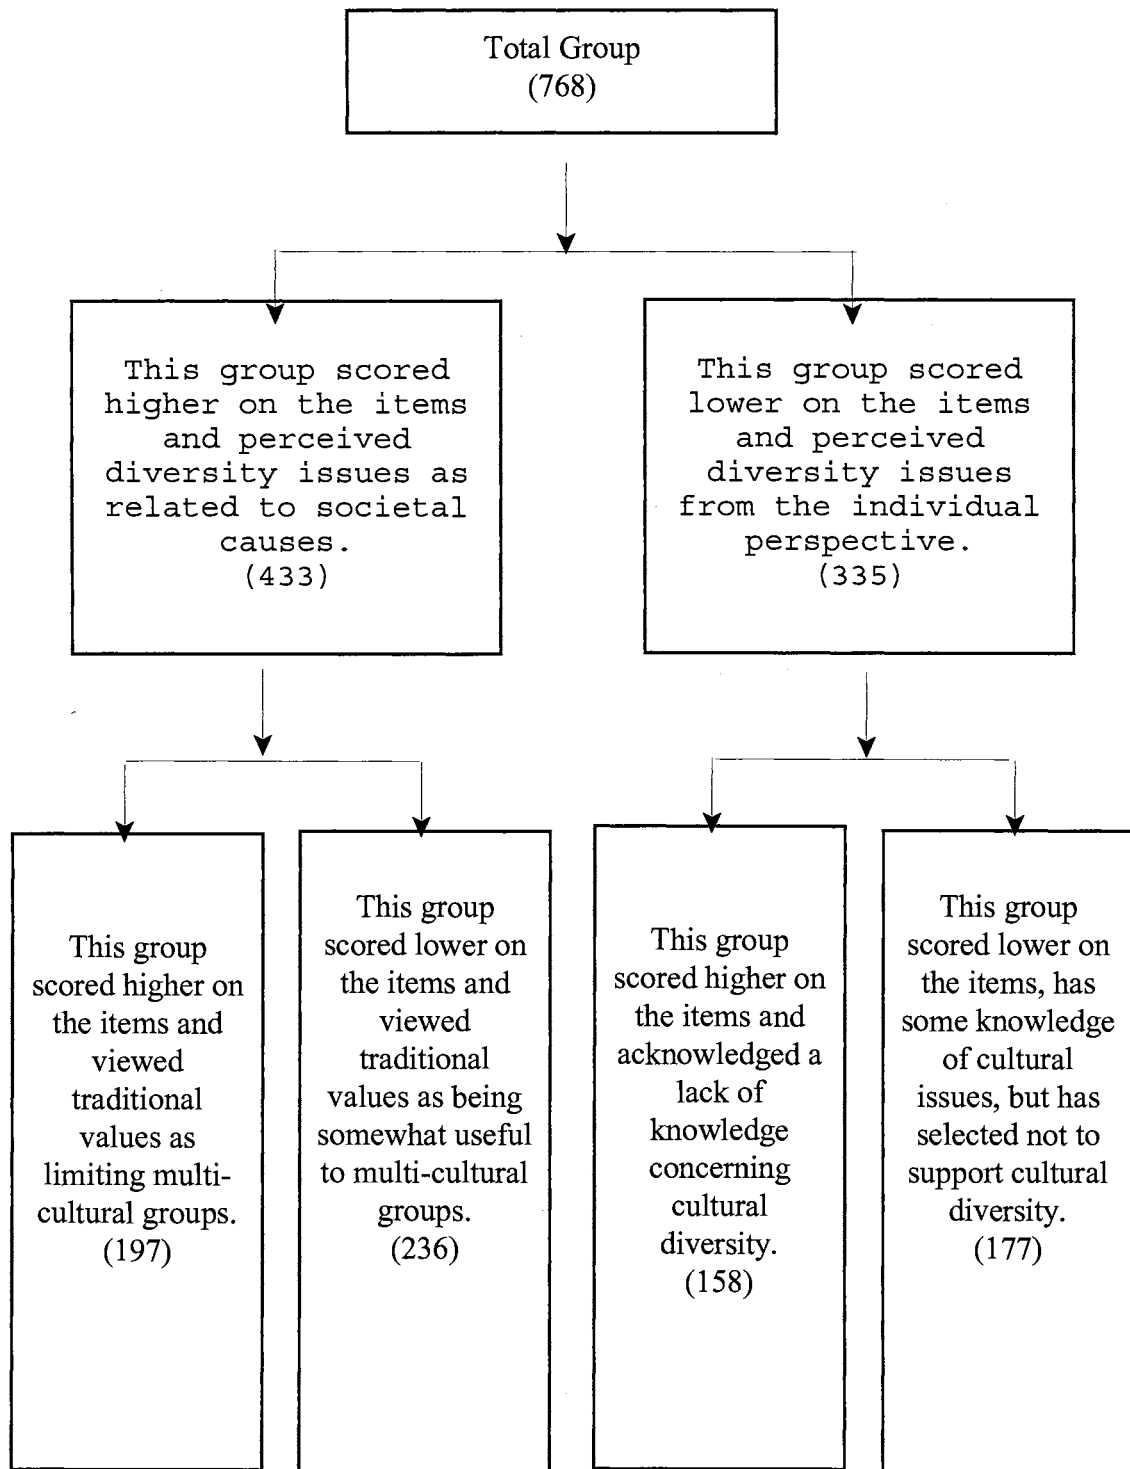 Total Group
(768)
This group scored
higher on the items
and perceived
diversity issues as
related to societal
causes.
(433)
This group scored
lower on the items
and perceived
diversity issues
from the individual
perspective.
(335)
This group
scored higher on
the items and
viewed
traditional
values as
limiting multi-
cultural groups.
(197)
This group
scored lower on
the items and
viewed
traditional
values as being
somewhat useful
to multi-cultural
groups.
(236)
This group
scored higher on
the items and
acknowledged a
lack of
knowledge
concerning
cultural
diversity.
(158)
This group
scored lower on
the items, has
some knowledge
of cultural
issues, but has
selected not to
support cultural
diversity.
(177)